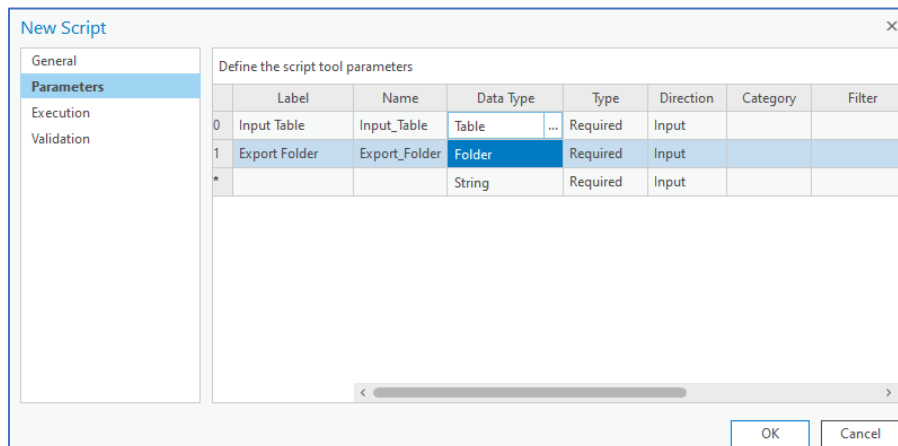 New Script
General
Parameters
Execution
Validation
Define the script tool parameters
Label Name Data Type Type Direction Category Filter
0 Input Table Input_Table Table ... Required Input
1 Export Folder Export_Folder Folder Required Input
* String Required Input
OK Cancel